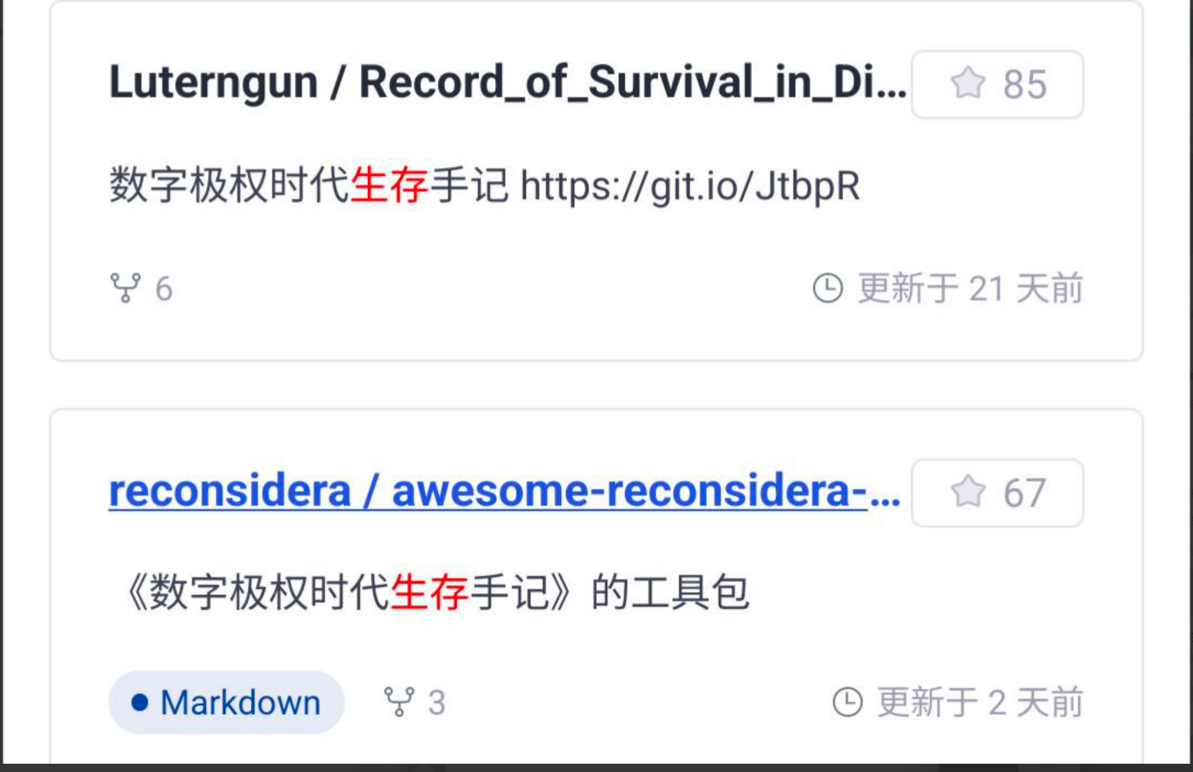 Luterngun / Record_of_Survival_in_Di... 85
数字极权时代生存手记 https://git.io/JtbpR
6 更新于 21 天前
reconsidera / awesome-reconsidera-... 67
《数字极权时代生存手记》的工具包
Markdown 3 更新于 2 天前